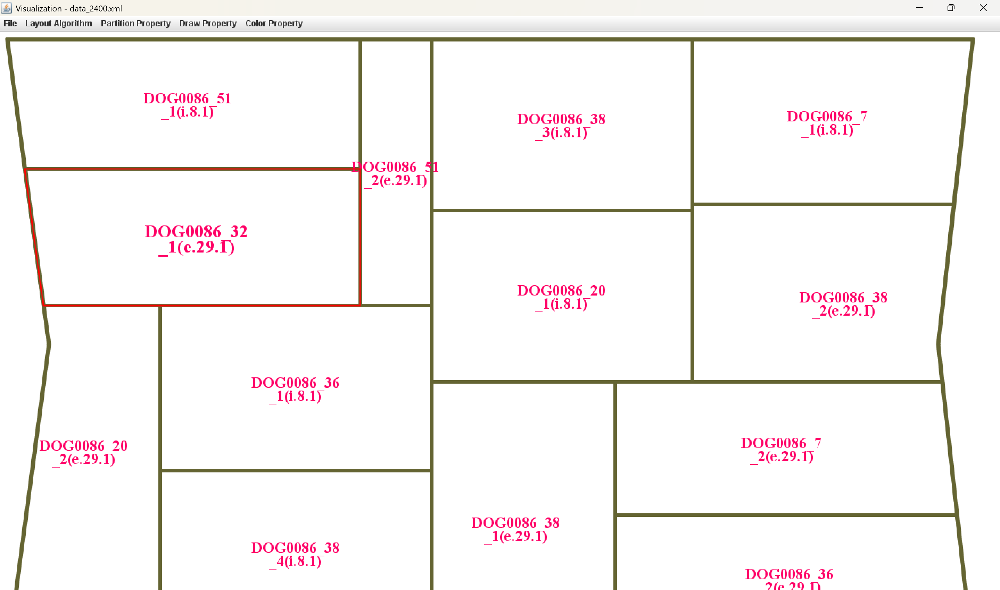 Visualization - data_2400.xml
File Layout Algorithm Partition Property Draw Property Color Property
DOG0086_51
_1(i.8.1)
DOG0086_38
_3(i.8.1)
DOG0086_7
_1(i.8.1)
DOG0086_51
_2(e.29.1)
DOG0086_32
_1(e.29.1)
DOG0086_20
_1(i.8.1)
DOG0086_38
_2(e.29.1)
DOG0086_36
_1(i.8.1)
DOG0086_20
_2(e.29.1)
DOG0086_7
_2(e.29.1)
DOG0086_38
_1(e.29.1)
DOG0086_38
_4(i.8.1)
DOG0086_36
_2(e.29.1)